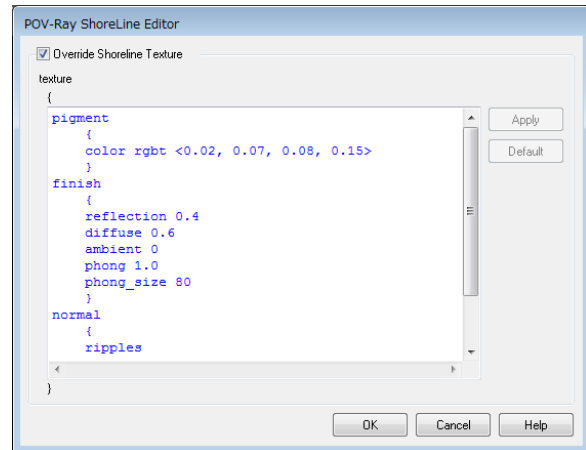 POV-Ray ShoreLine Editor
Override Shoreline Texture
texture
{
pigment
{
color rgbt <0.02, 0.07, 0.08, 0.15>
}
finish
{
reflection 0.4
diffuse 0.6
ambient 0
phong 1.0
phong_size 80
}
normal
{
ripples
}
Apply
Default
OK Cancel Help